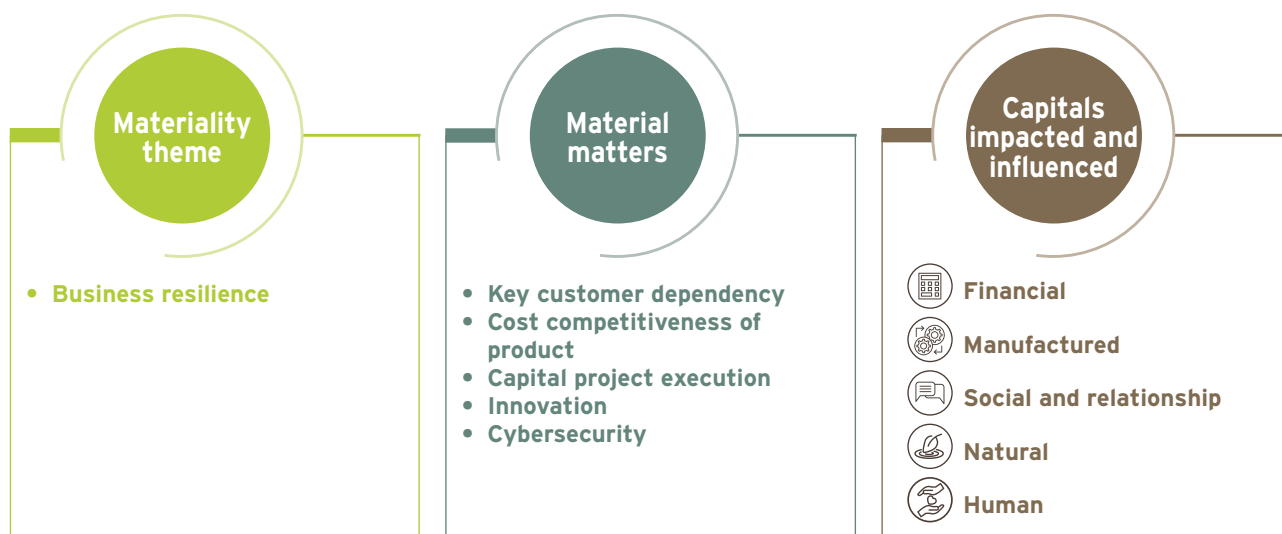 Materiality
theme
• Business resilience
Material
matters
• Key customer dependency
• Cost competitiveness of
product
• Capital project execution
• Innovation
• Cybersecurity
Capitals
impacted and
influenced
Financial
Manufactured
Social and relationship
Natural
Human